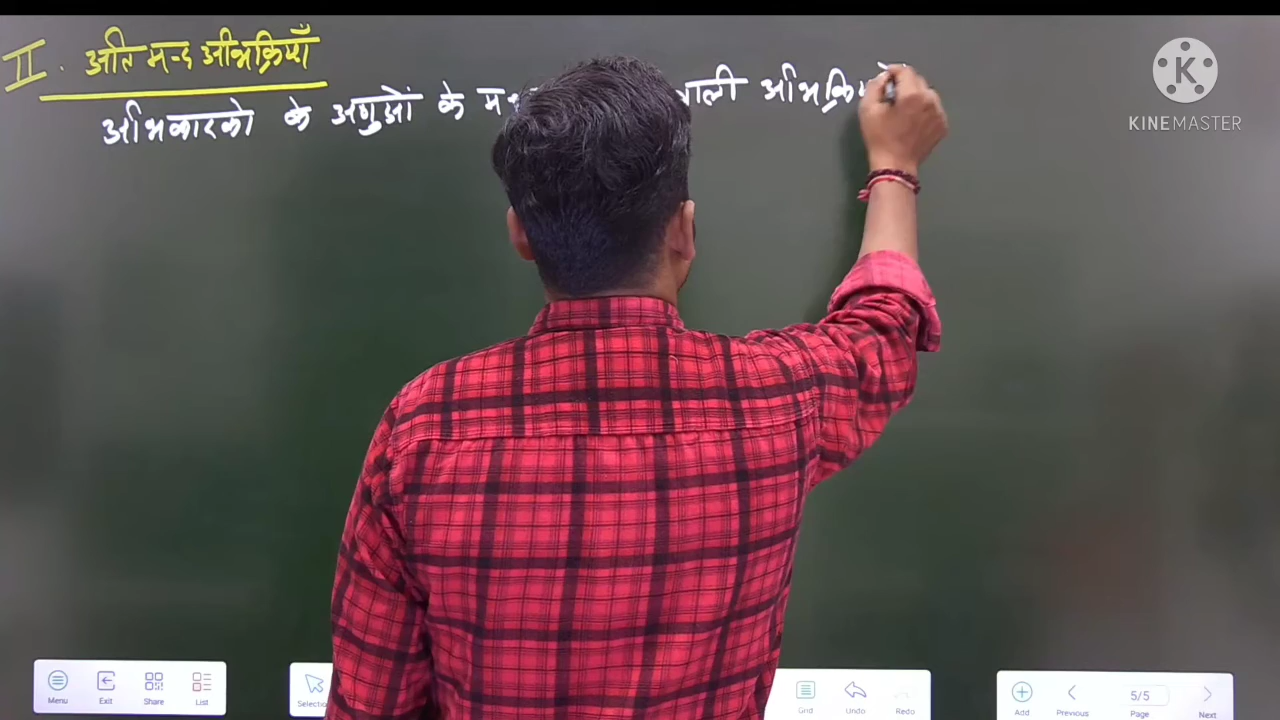 II. अति मन्द अभिक्रियाएँ
अभिकारको के अणुओं के वाली
KINEMASTER
Menu Exit Share List Grid Undo Redo Add Previous 5/5 Page Next